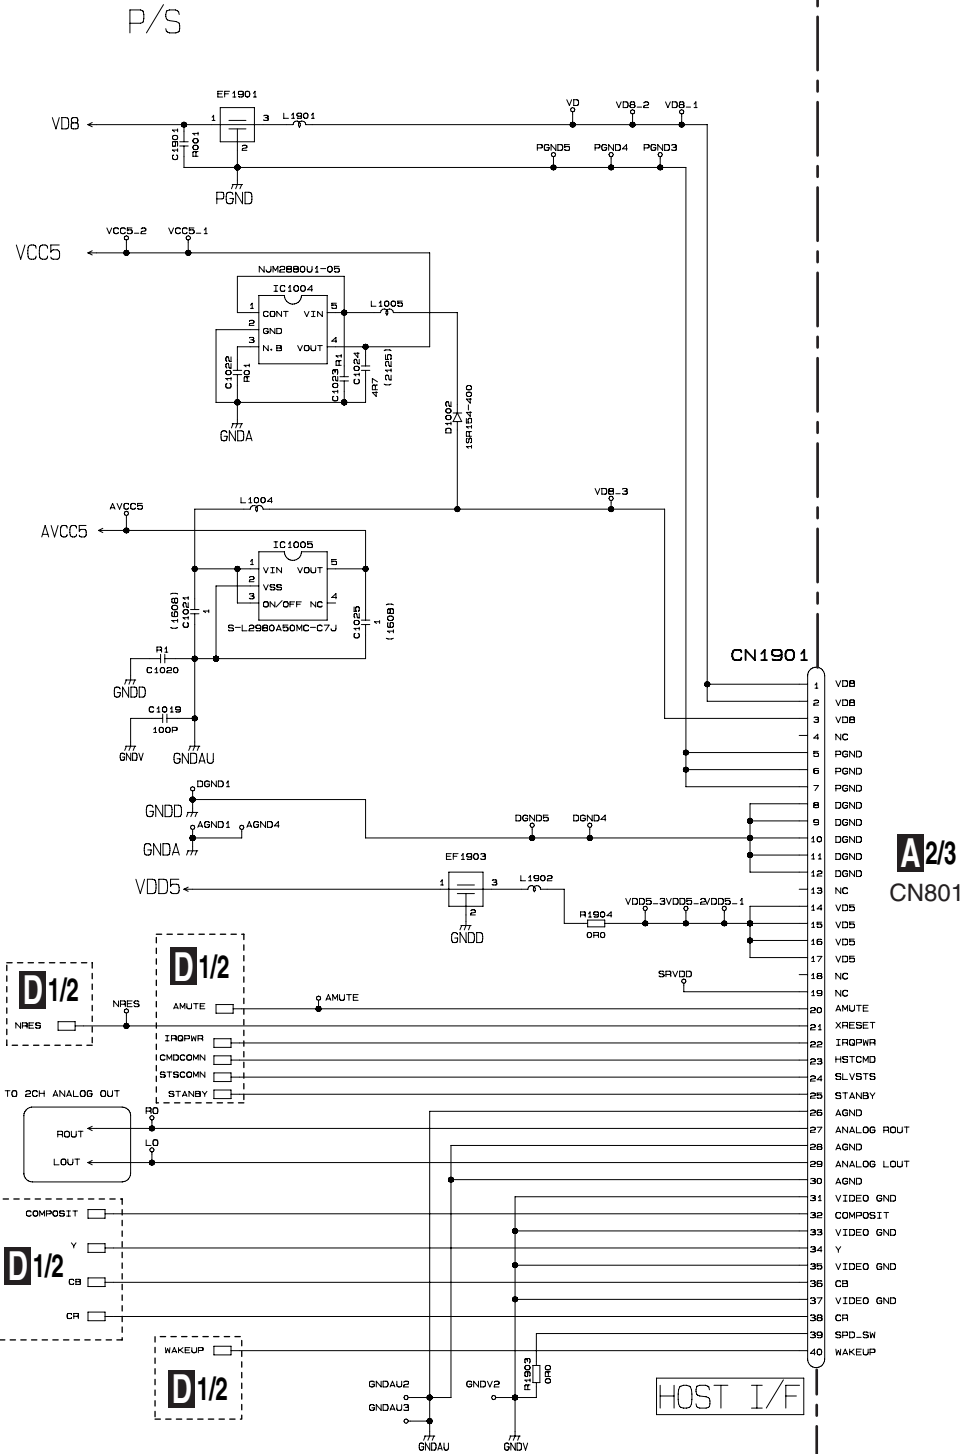 P/S
EF1901
VD8
1
3
2
L1901
C1901
R001
PGND
VD
VD8_2
VD8_1
PGND5
PGND4
PGND3
VCC5_2
VCC5_1
VCC5
NJM2880U1-05
IC1004
1
CONT
VIN
5
2
GND
3
N.B
VOUT
4
L1005
C1022
R01
C1023
R1
C1024
4R7
(2125)
GNDA
D1002
1SR154-400
AVCC5
AVCC5
L1004
VD8_3
IC1005
1
VIN
VOUT
5
2
VSS
3
ON/OFF
NC
4
S-L2980A50MC-C7J
(1608)
C1021
1
C1025
1
(1608)
R1
C1020
GNDD
C1019
100P
GNDV
GNDAU
DGND1
GNDD
AGND1
AGND4
GNDA
DGND5
DGND4
VDD5
EF1903
1
3
2
L1902
GNDD
R1904
0R0
VDD5_3
VDD5_2
VDD5_1
SRVDD
CN1901
1 VD8
2 VD8
3 VD8
4 NC
5 PGND
6 PGND
7 PGND
8 DGND
9 DGND
10 DGND
11 DGND
12 DGND
13 NC
14 VD5
15 VD5
16 VD5
17 VD5
18 NC
19 NC
20 AMUTE
21 XRESET
22 IRQPWR
23 HSTCMD
24 SLVSTS
25 STANBY
26 AGND
27 ANALOG ROUT
28 AGND
29 ANALOG LOUT
30 AGND
31 VIDEO GND
32 COMPOSIT
33 VIDEO GND
34 Y
35 VIDEO GND
36 CB
37 VIDEO GND
38 CR
39 SPD_SW
40 WAKEUP
A 2/3
CN801
D 1/2
NRES
NRES
D 1/2
AMUTE
AMUTE
IRQPWR
CMDCOMN
STSCOMN
STANBY
TO 2CH ANALOG OUT
ROUT
RO
LOUT
LO
COMPOSIT
Y
D 1/2
CB
CR
WAKEUP
D 1/2
GNDAU2
GNDAU3
GNDAU
GNDV2
GNDV
R1903
0R0
HOST I/F